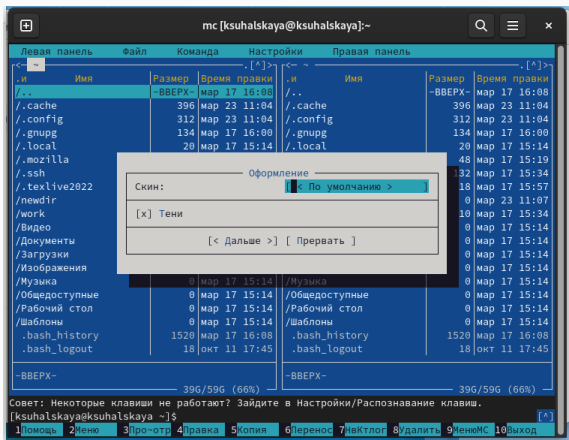 mc [ksuhalskaya@ksuhalskaya]:~
Левая панель Файл Команда Настройки Правая панель
<— ~ .[^]> <— ~ .[^]>
.и Имя Размер Время правки .и Имя Размер Время правки
/.. -ВВЕРХ- мар 17 16:08 /.. -ВВЕРХ- мар 17 16:08
/.cache 396 мар 23 11:04 /.cache 396 мар 23 11:04
/.config 312 мар 23 11:04 /.config 312 мар 23 11:04
/.gnupg 134 мар 17 16:00 /.gnupg 134 мар 17 16:00
/.local 20 мар 17 15:14 /.local 20 мар 17 15:14
/.mozilla 48 мар 17 15:19
/.ssh Оформление 132 мар 17 15:34
/.texlive2022 Скин: [ < По умолчанию > ] 18 мар 17 15:57
/newdir 0 мар 23 11:07
/work [x] Тени 10 мар 17 15:34
/Видео 0 мар 17 15:14
/Документы [< Дальше >] [ Прервать ] 0 мар 17 15:14
/Загрузки 0 мар 17 15:14
/Изображения 0 мар 17 15:14
/Музыка 0 мар 17 15:14 /Музыка 0 мар 17 15:14
/Общедоступные 0 мар 17 15:14 /Общедоступные 0 мар 17 15:14
/Рабочий стол 0 мар 17 15:14 /Рабочий стол 0 мар 17 15:14
/Шаблоны 0 мар 17 15:14 /Шаблоны 0 мар 17 15:14
.bash_history 1520 мар 17 16:08 .bash_history 1520 мар 17 16:08
.bash_logout 18 окт 11 17:45 .bash_logout 18 окт 11 17:45
-ВВЕРХ- -ВВЕРХ-
39G/59G (66%) 39G/59G (66%)
Совет: Некоторые клавиши не работают? Зайдите в Настройки/Распознавание клавиш.
[ksuhalskaya@ksuhalskaya ~]$ [^]
1Помощь 2Меню 3Про~отр 4Правка 5Копия 6Перенос 7НвКтлог 8Удалить 9МенюMC 10Выход